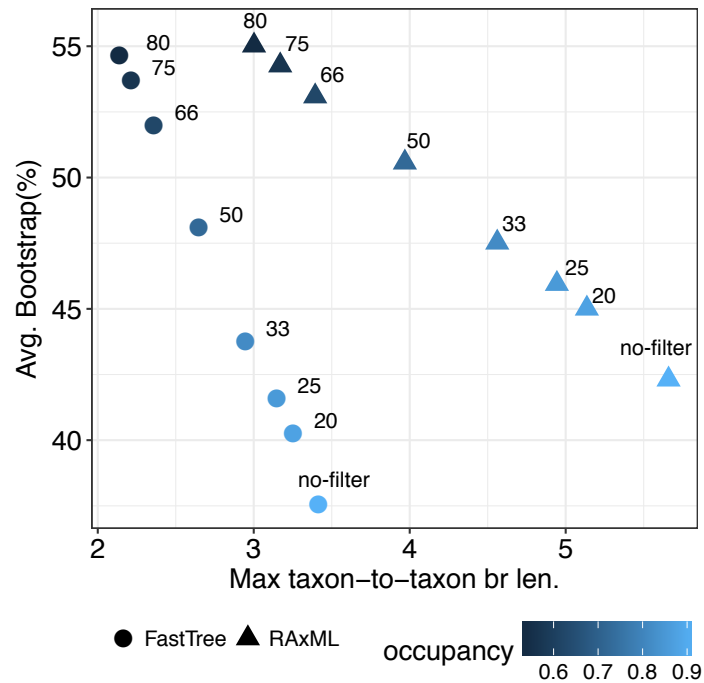 80
55
80
75
75
66
66
50
50
50
33
33
25
20
45
no-filter
25
20
40
no-filter
Avg. Bootstrap(%)
2 3 4 5
Max taxon−to−taxon br len.
FastTree RAxML occupancy
0.6 0.7 0.8 0.9